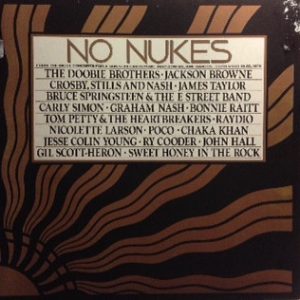 NO NUKES
THE DOOBIE BROTHERS · JACKSON BROWNE
CROSBY, STILLS AND NASH · JAMES TAYLOR
BRUCE SPRINGSTEEN & THE E STREET BAND
CARLY SIMON · GRAHAM NASH · BONNIE RAITT
TOM PETTY & THE HEARTBREAKERS · RAYDIO
NICOLETTE LARSON · POCO · CHAKA KHAN
JESSE COLIN YOUNG · RY COODER · JOHN HALL
GIL SCOTT-HERON · SWEET HONEY IN THE ROCK